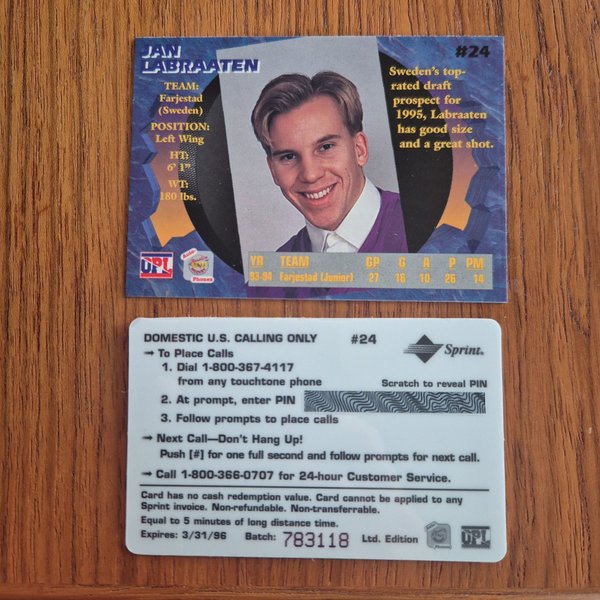 JAN
LABRAATEN
#24
TEAM:
Farjestad
(Sweden)
POSITION:
Left Wing
HT:
6' 1"
WT:
180 lbs.
Sweden's top-
rated draft
prospect for
1995, Labraaten
has good size
and a great shot.
YR TEAM GP G A P PM
93-94 Farjestad (Junior) 27 16 10 26 14
UPL
Phones
DOMESTIC U.S. CALLING ONLY #24
Sprint.
To Place Calls
1. Dial 1-800-367-4117
from any touchtone phone
Scratch to reveal PIN
2. At prompt, enter PIN
3. Follow prompts to place calls
Next Call—Don't Hang Up!
Push [#] for one full second and follow prompts for next call.
Call 1-800-366-0707 for 24-hour Customer Service.
Card has no cash redemption value. Card cannot be applied to any
Sprint invoice. Non-refundable. Non-transferrable.
Equal to 5 minutes of long distance time.
Expires: 3/31/96 Batch: 783118 Ltd. Edition
Phones
UPL